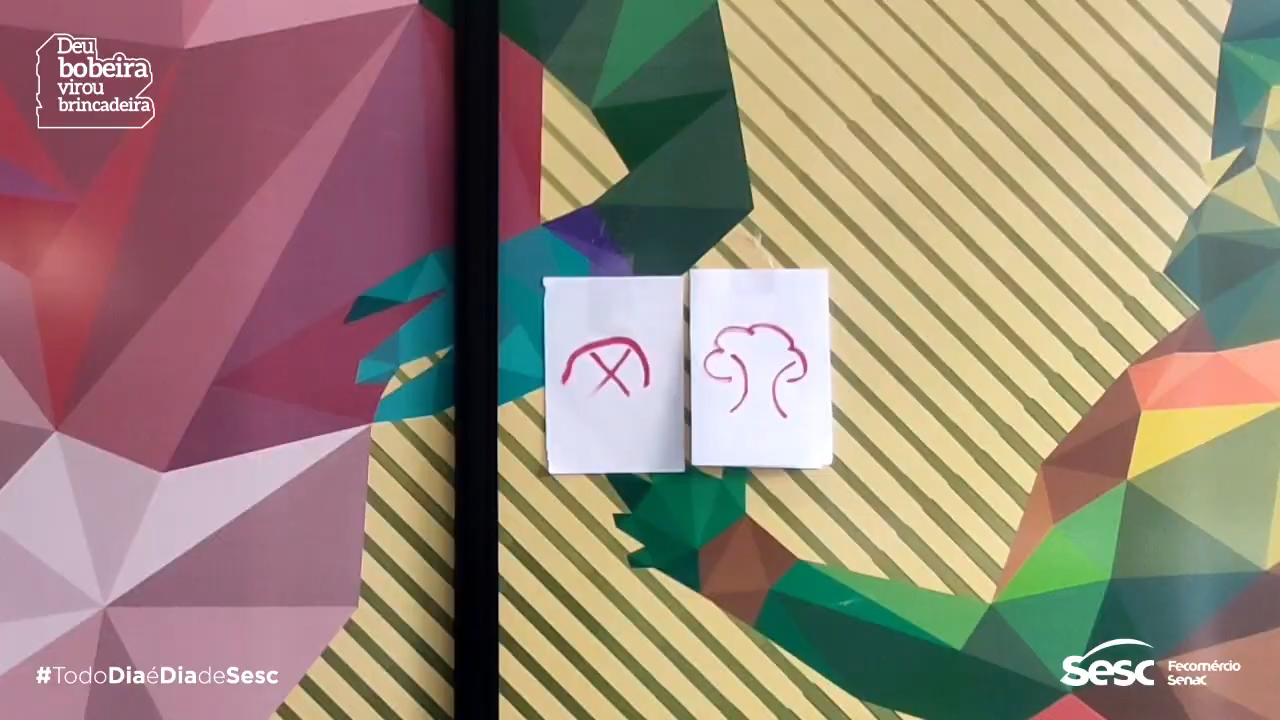 Deu
bobeira
virou
brincadeira
#TodoDiaéDiadeSesc
Sesc
Fecomércio
Senac